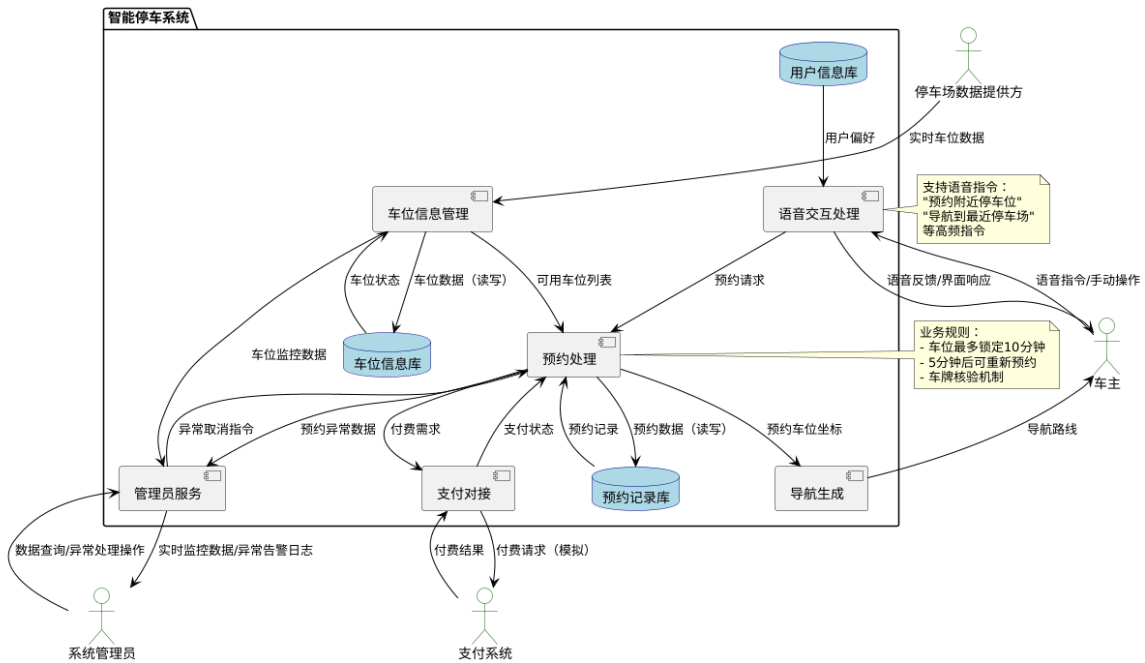 智能停车系统
用户信息库
停车场数据提供方
用户偏好
实时车位数据
车位信息管理
语音交互处理
支持语音指令：
"预约附近停车位"
"导航到最近停车场"
等高频指令
车位状态
车位数据（读写）
可用车位列表
预约请求
语音反馈/界面响应
语音指令/手动操作
车位监控数据
车位信息库
预约处理
业务规则：
- 车位最多锁定10分钟
- 5分钟后可重新预约
- 车牌核验机制
车主
异常取消指令
预约异常数据
付费需求
支付状态
预约记录
预约数据（读写）
预约车位坐标
导航路线
管理员服务
支付对接
预约记录库
导航生成
数据查询/异常处理操作
实时监控数据/异常告警日志
付费结果
付费请求（模拟）
系统管理员
支付系统